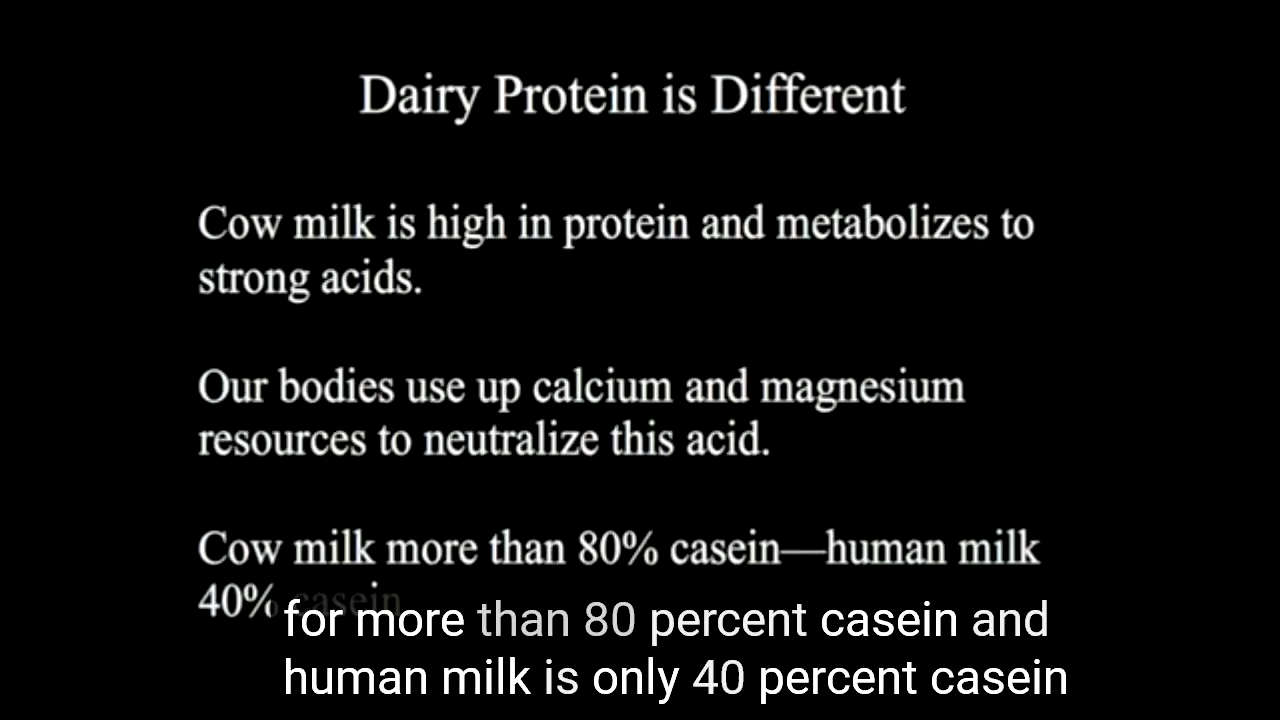 Dairy Protein is Different
Cow milk is high in protein and metabolizes to
strong acids.
Our bodies use up calcium and magnesium
resources to neutralize this acid.
Cow milk more than 80% casein—human milk
40% casein
for more than 80 percent casein and
human milk is only 40 percent casein